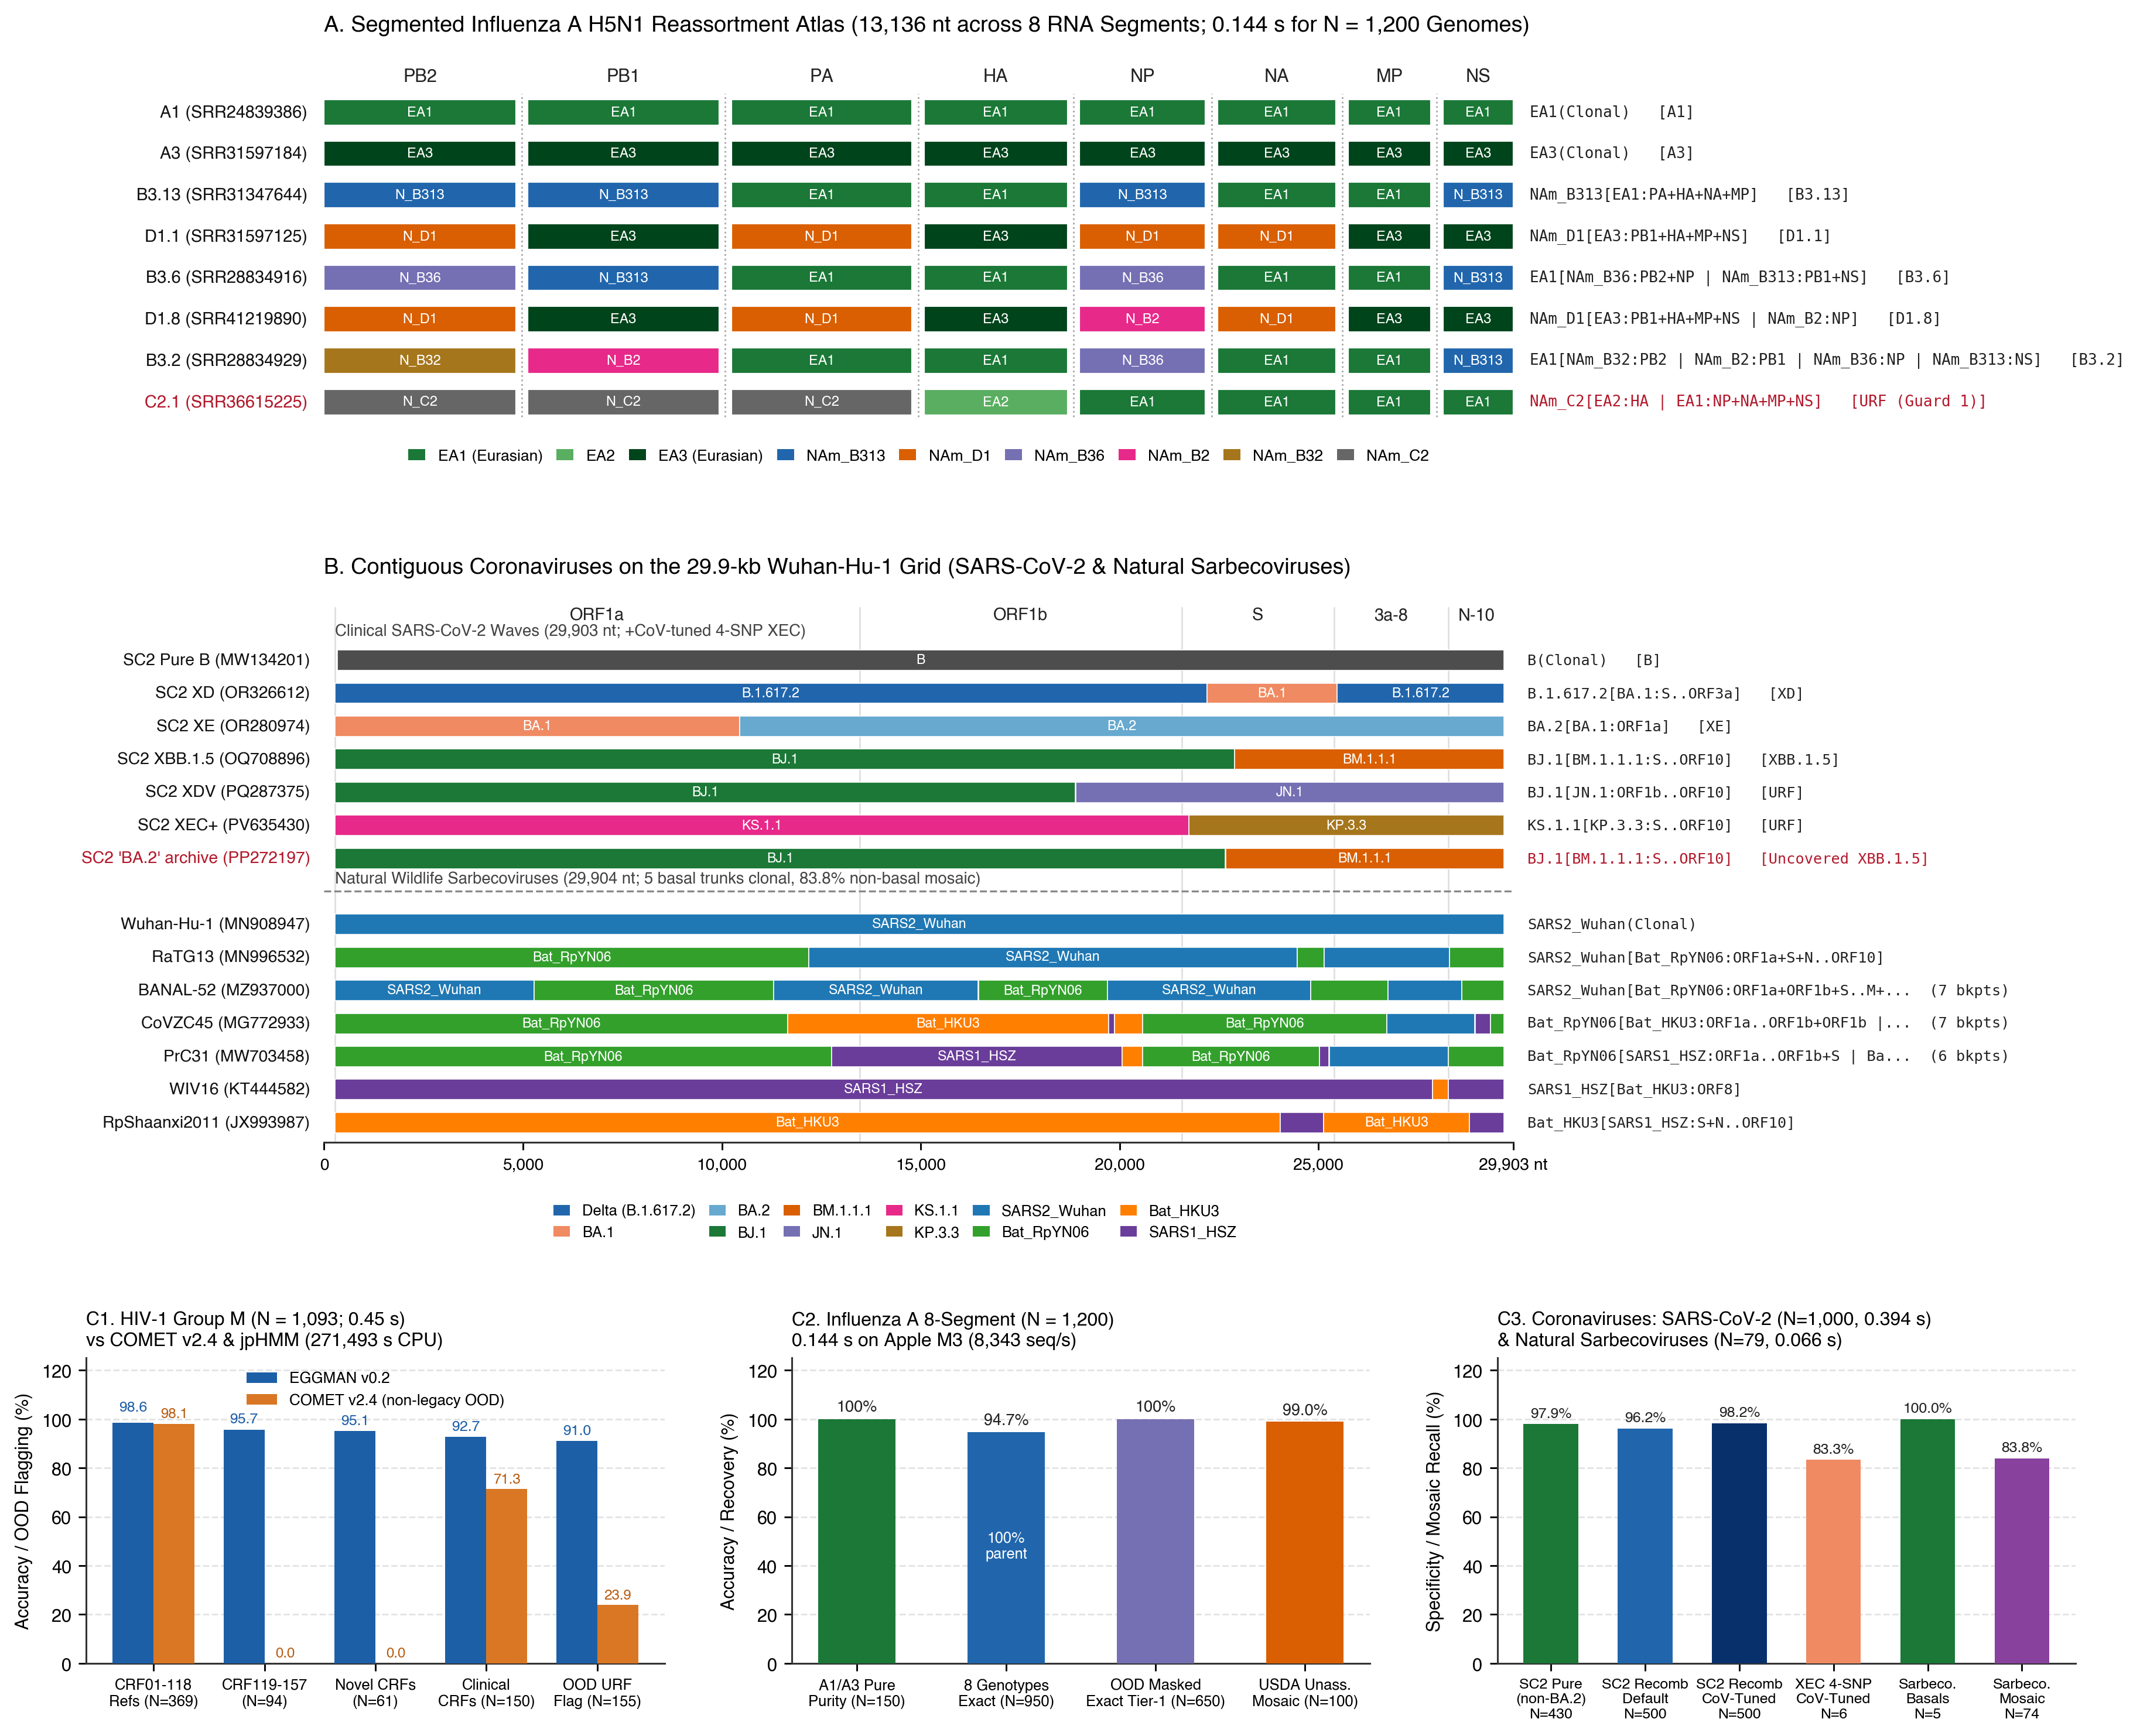 A. Segmented Influenza A H5N1 Reassortment Atlas (13,136 nt across 8 RNA Segments; 0.144 s for N = 1,200 Genomes)
PB2 PB1 PA HA NP NA MP NS
A1 (SRR24839386) EA1 EA1 EA1 EA1 EA1 EA1 EA1 EA1 EA1(Clonal) [A1]
A3 (SRR31597184) EA3 EA3 EA3 EA3 EA3 EA3 EA3 EA3 EA3(Clonal) [A3]
B3.13 (SRR31347644) N_B313 N_B313 EA1 EA1 N_B313 EA1 EA1 N_B313 NAm_B313[EA1:PA+HA+NA+MP] [B3.13]
D1.1 (SRR31597125) N_D1 EA3 N_D1 EA3 N_D1 N_D1 EA3 EA3 NAm_D1[EA3:PB1+HA+MP+NS] [D1.1]
B3.6 (SRR28834916) N_B36 N_B313 EA1 EA1 N_B36 EA1 EA1 N_B313 EA1[NAm_B36:PB2+NP | NAm_B313:PB1+NS] [B3.6]
D1.8 (SRR41219890) N_D1 EA3 N_D1 EA3 N_B2 N_D1 EA3 EA3 NAm_D1[EA3:PB1+HA+MP+NS | NAm_B2:NP] [D1.8]
B3.2 (SRR28834929) N_B32 N_B2 EA1 EA1 N_B36 EA1 EA1 N_B313 EA1[NAm_B32:PB2 | NAm_B2:PB1 | NAm_B36:NP | NAm_B313:NS] [B3.2]
C2.1 (SRR36615225) N_C2 N_C2 N_C2 EA2 EA1 EA1 EA1 EA1 NAm_C2[EA2:HA | EA1:NP+NA+MP+NS] [URF (Guard 1)]
EA1 (Eurasian) EA2 EA3 (Eurasian) NAm_B313 NAm_D1 NAm_B36 NAm_B2 NAm_B32 NAm_C2
B. Contiguous Coronaviruses on the 29.9-kb Wuhan-Hu-1 Grid (SARS-CoV-2 & Natural Sarbecoviruses)
ORF1a ORF1b S 3a-8 N-10
Clinical SARS-CoV-2 Waves (29,903 nt; +CoV-tuned 4-SNP XEC)
SC2 Pure B (MW134201) B B(Clonal) [B]
SC2 XD (OR326612) B.1.617.2 BA.1 B.1.617.2 B.1.617.2[BA.1:S..ORF3a] [XD]
SC2 XE (OR280974) BA.1 BA.2 BA.2[BA.1:ORF1a] [XE]
SC2 XBB.1.5 (OQ708896) BJ.1 BM.1.1.1 BJ.1[BM.1.1.1:S..ORF10] [XBB.1.5]
SC2 XDV (PQ287375) BJ.1 JN.1 BJ.1[JN.1:ORF1b..ORF10] [URF]
SC2 XEC+ (PV635430) KS.1.1 KP.3.3 KS.1.1[KP.3.3:S..ORF10] [URF]
SC2 'BA.2' archive (PP272197) BJ.1 BM.1.1.1 BJ.1[BM.1.1.1:S..ORF10] [Uncovered XBB.1.5]
Natural Wildlife Sarbecoviruses (29,904 nt; 5 basal trunks clonal, 83.8% non-basal mosaic)
Wuhan-Hu-1 (MN908947) SARS2_Wuhan SARS2_Wuhan(Clonal)
RaTG13 (MN996532) Bat_RpYN06 SARS2_Wuhan SARS2_Wuhan[Bat_RpYN06:ORF1a+S+N..ORF10]
BANAL-52 (MZ937000) SARS2_Wuhan Bat_RpYN06 SARS2_Wuhan Bat_RpYN06 SARS2_Wuhan SARS2_Wuhan[Bat_RpYN06:ORF1a+ORF1b+S..M+... (7 bkpts)
CoVZC45 (MG772933) Bat_RpYN06 Bat_HKU3 Bat_RpYN06 Bat_RpYN06[Bat_HKU3:ORF1a..ORF1b+ORF1b |... (7 bkpts)
PrC31 (MW703458) Bat_RpYN06 SARS1_HSZ Bat_RpYN06 Bat_RpYN06[SARS1_HSZ:ORF1a..ORF1b+S | Ba... (6 bkpts)
WIV16 (KT444582) SARS1_HSZ SARS1_HSZ[Bat_HKU3:ORF8]
RpShaanxi2011 (JX993987) Bat_HKU3 Bat_HKU3 Bat_HKU3[SARS1_HSZ:S+N..ORF10]
0 5,000 10,000 15,000 20,000 25,000 29,903 nt
Delta (B.1.617.2) BA.2 BM.1.1.1 KS.1.1 SARS2_Wuhan Bat_HKU3
BA.1 BJ.1 JN.1 KP.3.3 Bat_RpYN06 SARS1_HSZ
C1. HIV-1 Group M (N = 1,093; 0.45 s)
vs COMET v2.4 & jpHMM (271,493 s CPU)
Accuracy / OOD Flagging (%)
120
100
80
60
40
20
0
EGGMAN v0.2
COMET v2.4 (non-legacy OOD)
98.6 98.1 95.7 0.0 95.1 0.0 92.7 71.3 91.0 23.9
CRF01-118 CRF119-157 Novel CRFs Clinical OOD URF
Refs (N=369) (N=94) (N=61) CRFs (N=150) Flag (N=155)
C2. Influenza A 8-Segment (N = 1,200)
0.144 s on Apple M3 (8,343 seq/s)
Accuracy / Recovery (%)
120
100
80
60
40
20
0
100% 94.7% 100% 99.0%
100%
parent
A1/A3 Pure 8 Genotypes OOD Masked USDA Unass.
Purity (N=150) Exact (N=950) Exact Tier-1 (N=650) Mosaic (N=100)
C3. Coronaviruses: SARS-CoV-2 (N=1,000, 0.394 s)
& Natural Sarbecoviruses (N=79, 0.066 s)
Specificity / Mosaic Recall (%)
120
100
80
60
40
20
0
97.9% 96.2% 98.2% 83.3% 100.0% 83.8%
SC2 Pure SC2 Recomb SC2 Recomb XEC 4-SNP Sarbeco. Sarbeco.
(non-BA.2) Default CoV-Tuned CoV-Tuned Basals Mosaic
N=430 N=500 N=500 N=6 N=5 N=74